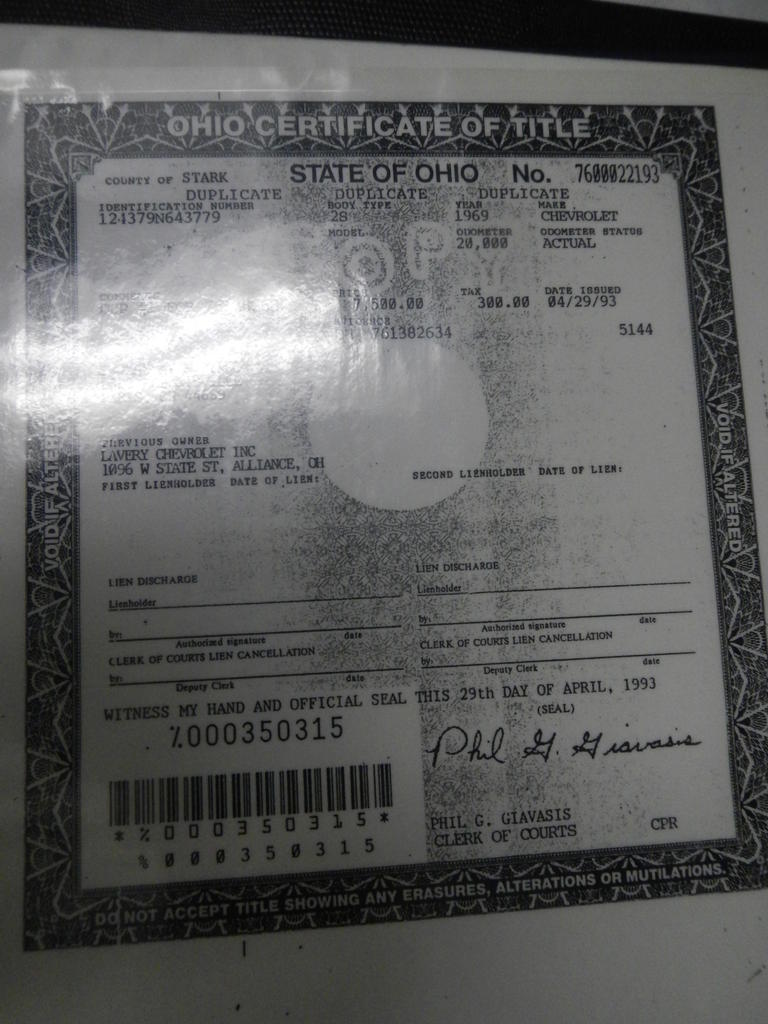 OHIO CERTIFICATE OF TITLE
COUNTY OF STARK STATE OF OHIO No. 7600022193
DUPLICATE DUPLICATE DUPLICATE
IDENTIFICATION NUMBER BODY TYPE YEAR MAKE
124379N643779 2S 1969 CHEVROLET
MODEL ODOMETER ODOMETER STATUS
20,000 ACTUAL
COPY
TAX DATE ISSUED
7,500.00 300.00 04/29/93
761382634 5144
PREVIOUS OWNER
LAVERY CHEVROLET INC
1096 W STATE ST, ALLIANCE, OH
FIRST LIENHOLDER DATE OF LIEN: SECOND LIENHOLDER DATE OF LIEN:
LIEN DISCHARGE LIEN DISCHARGE
Lienholder Lienholder
by: by:
Authorized signature date Authorized signature date
CLERK OF COURTS LIEN CANCELLATION CLERK OF COURTS LIEN CANCELLATION
by: by:
Deputy Clerk date Deputy Clerk date
WITNESS MY HAND AND OFFICIAL SEAL THIS 29th DAY OF APRIL, 1993
(SEAL)
%000350315
Phil G. Giavasis
*%000350315*
%000350315
PHIL G. GIAVASIS
CLERK OF COURTS CPR
VOID IF ALTERED
VOID IF ALTERED
DO NOT ACCEPT TITLE SHOWING ANY ERASURES, ALTERATIONS OR MUTILATIONS.